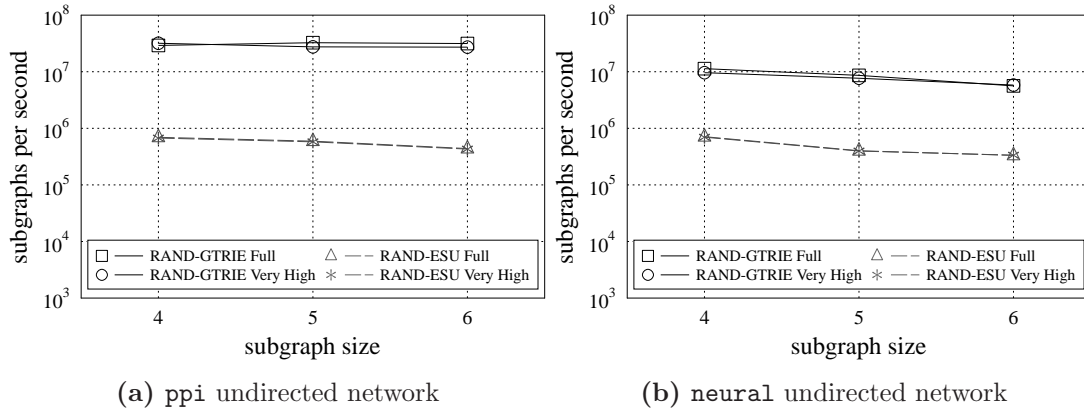 10^8
10^7
10^6
10^5
10^4
10^3
subgraphs per second
RAND-GTRIE Full
RAND-GTRIE Very High
RAND-ESU Full
RAND-ESU Very High
4 5 6
subgraph size
(a) ppi undirected network
10^8
10^7
10^6
10^5
10^4
10^3
subgraphs per second
RAND-GTRIE Full
RAND-GTRIE Very High
RAND-ESU Full
RAND-ESU Very High
4 5 6
subgraph size
(b) neural undirected network